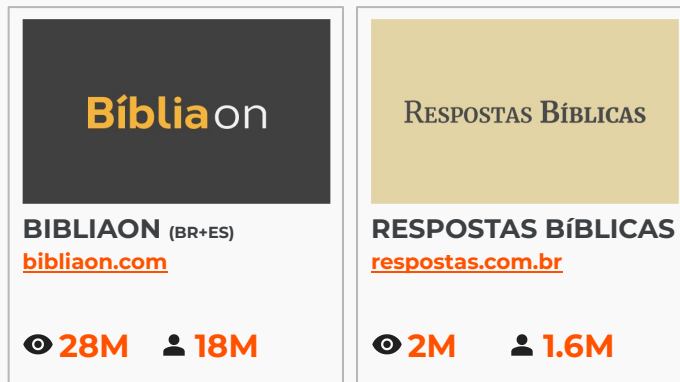 Bíbliaon
BIBLIAON (BR+ES)
bibliaon.com
28M 18M
RESPOSTAS BÍBLICAS
RESPOSTAS BíBLICAS
respostas.com.br
2M 1.6M